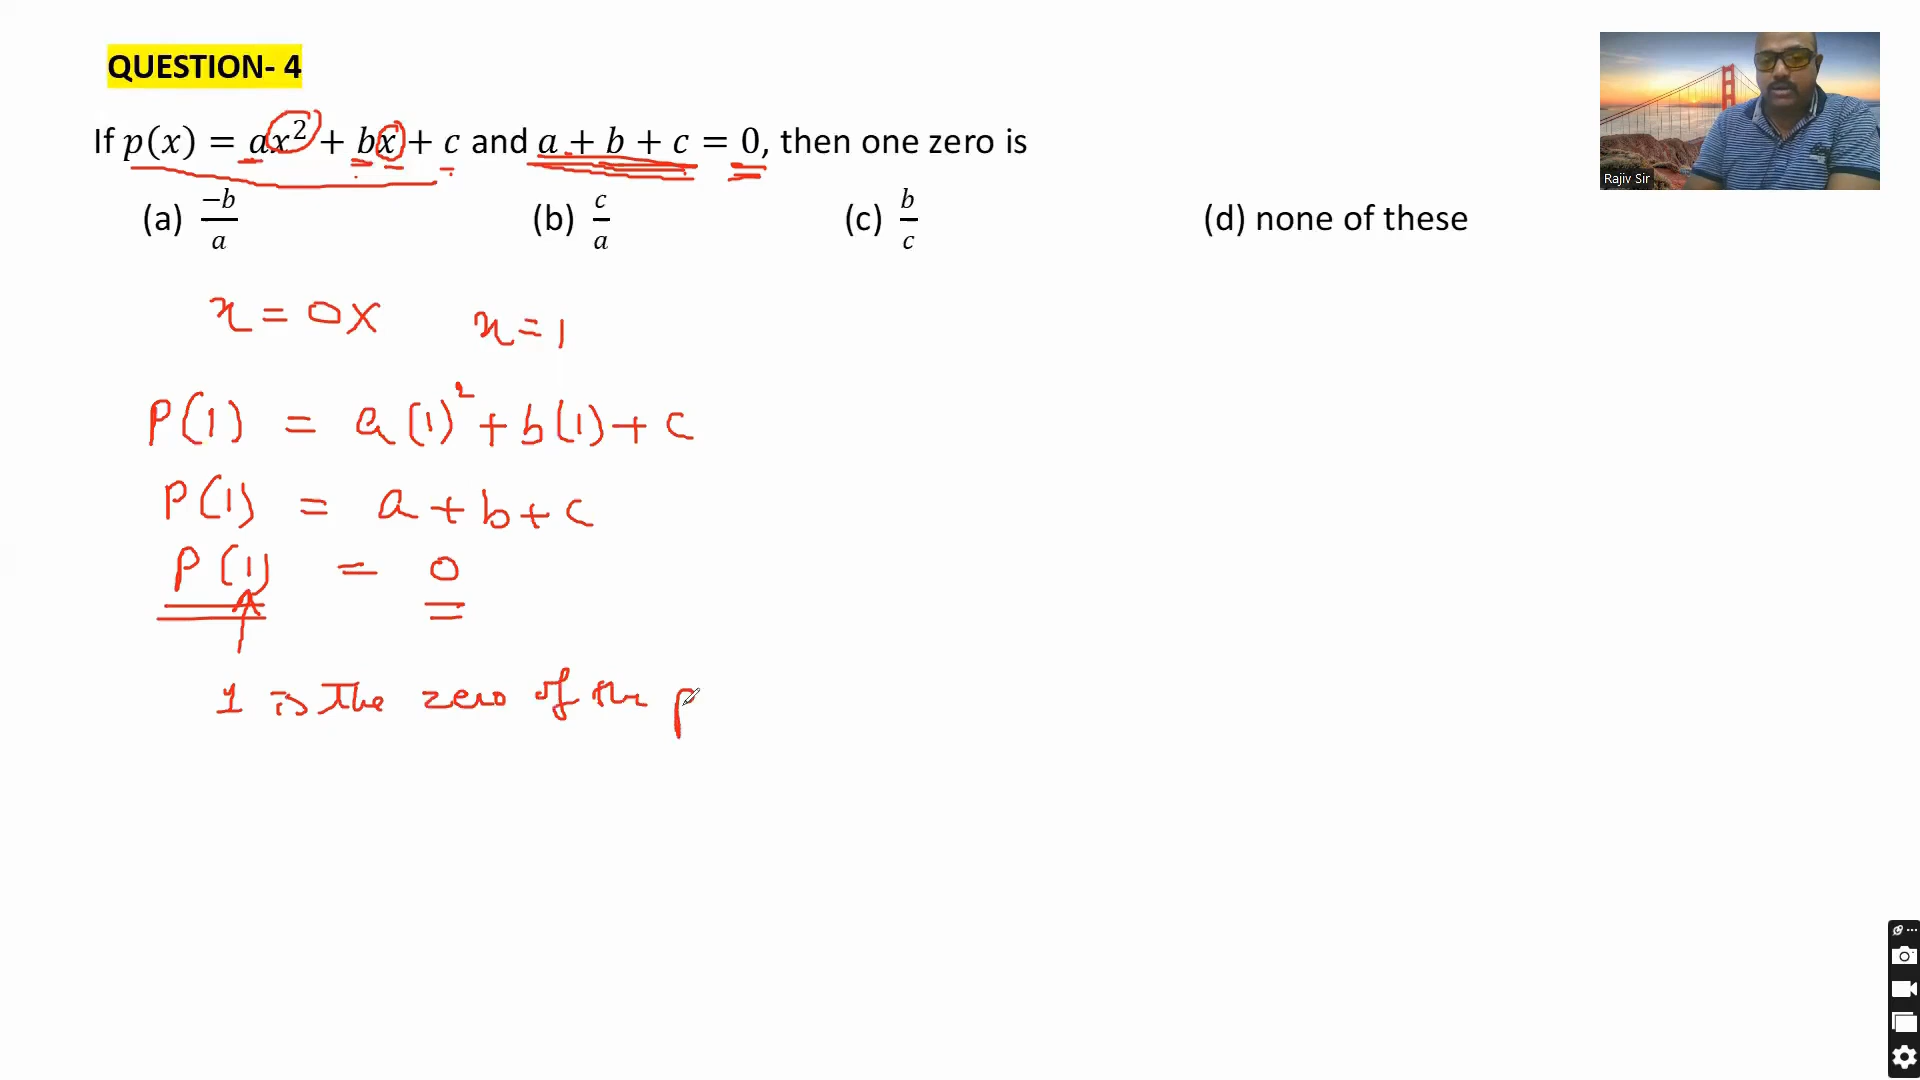 QUESTION- 4
If p(x) = ax² + bx + c and a + b + c = 0, then one zero is
(a) −b/a (b) c/a (c) b/c (d) none of these
Rajiv Sir
x = 0 X x = 1
P(1) = a(1)² + b(1) + c
P(1) = a + b + c
P(1) = 0
1 is the zero of the p